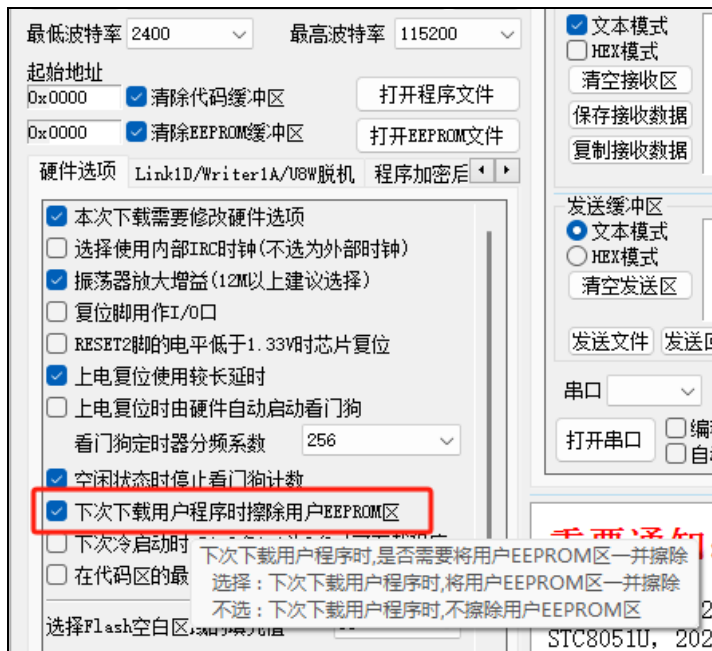 最低波特率 2400 最高波特率 115200
起始地址
0x0000 清除代码缓冲区 打开程序文件
0x0000 清除EEPROM缓冲区 打开EEPROM文件
硬件选项 Link1D/Writer1A/U8W脱机 程序加密后
本次下载需要修改硬件选项
选择使用内部IRC时钟(不选为外部时钟)
振荡器放大增益(12M以上建议选择)
复位脚用作I/O口
RESET2脚的电平低于1.33V时芯片复位
上电复位使用较长延时
上电复位时由硬件自动启动看门狗
看门狗定时器分频系数 256
空闲状态时停止看门狗计数
下次下载用户程序时擦除用户EEPROM区
下次冷启动时
在代码区的最
下次下载用户程序时,是否需要将用户EEPROM区一并擦除
选择：下次下载用户程序时,将用户EEPROM区一并擦除
不选：下次下载用户程序时,不擦除用户EEPROM区
选择Flash空白区域的填充值
文本模式
HEX模式
清空接收区
保存接收数据
复制接收数据
发送缓冲区
文本模式
HEX模式
清空发送区
发送文件 发送回
串口
打开串口 编
自
重要通知
STC8051U, 202